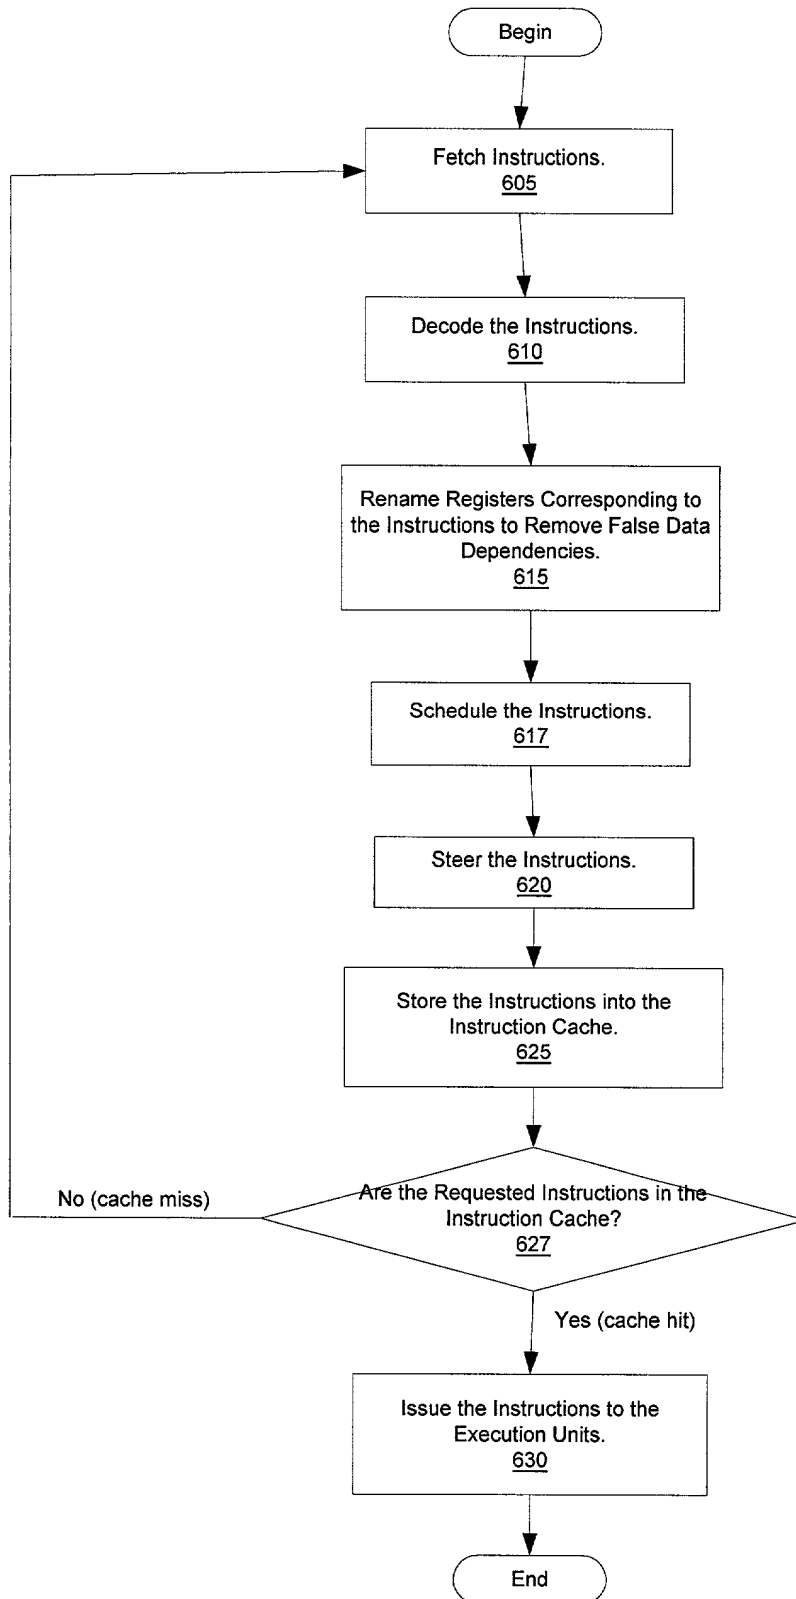 Begin
Fetch Instructions.
605
Decode the Instructions.
610
Rename Registers Corresponding to
the Instructions to Remove False Data
Dependencies.
615
Schedule the Instructions.
617
Steer the Instructions.
620
Store the Instructions into the
Instruction Cache.
625
No (cache miss)
Are the Requested Instructions in the
Instruction Cache?
627
Yes (cache hit)
Issue the Instructions to the
Execution Units.
630
End